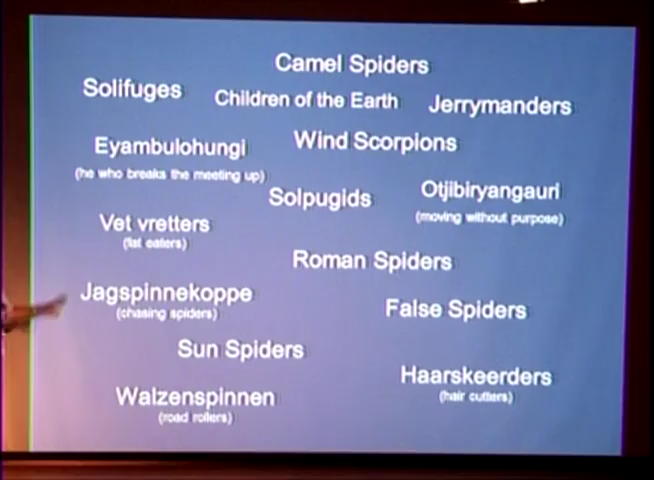 Camel Spiders
Solifuges
Children of the Earth
Jerrymanders
Eyambulohungi
(he who breaks the meeting up)
Wind Scorpions
Solpugids
Otjibiryangauri
(moving without purpose)
Vet vretters
(fat eaters)
Roman Spiders
Jagspinnekoppe
(chasing spiders)
False Spiders
Sun Spiders
Haarskeerders
(hair cutters)
Walzenspinnen
(road rollers)